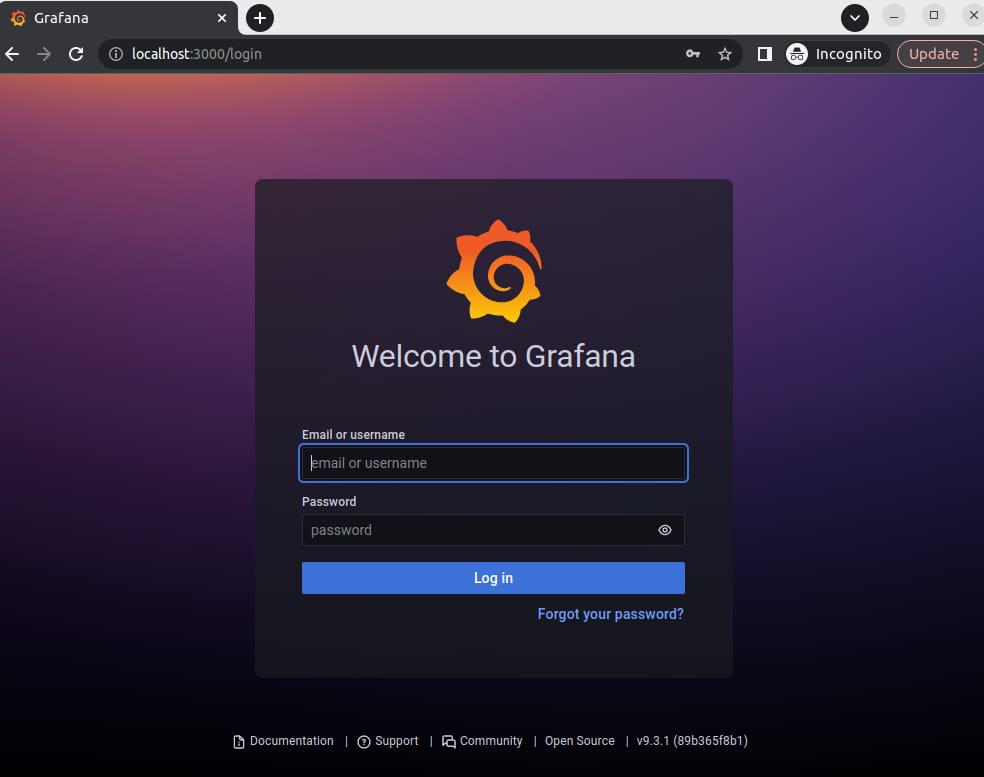 Grafana
localhost:3000/login
Incognito
Update
Welcome to Grafana
Email or username
email or username
Password
password
Log in
Forgot your password?
Documentation | Support | Community | Open Source | v9.3.1 (89b365f8b1)